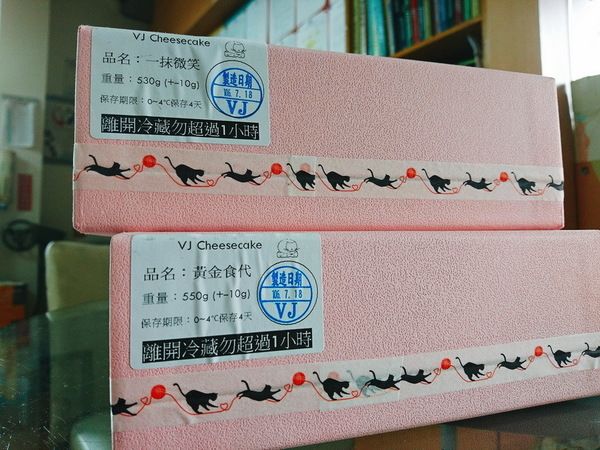 VJ Cheesecake
品名：一抹微笑
重量：530g (+-10g)
保存期限：0~4℃保存4天
離開冷藏勿超過1小時
製造日期
106. 7. 18
VJ
VJ Cheesecake
品名：黃金食代
重量：550g (+-10g)
保存期限：0~4℃保存4天
離開冷藏勿超過1小時
製造日期
106. 7. 18
VJ